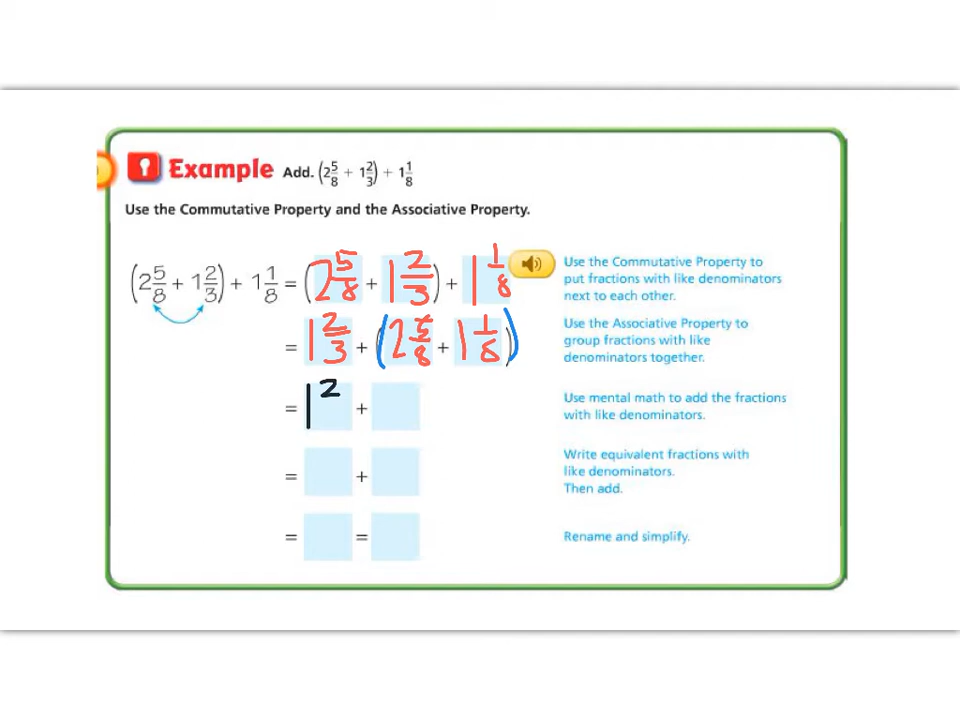 Example Add. (2 5/8 + 1 2/3) + 1 1/8
Use the Commutative Property and the Associative Property.
(2 5/8 + 1 2/3) + 1 1/8 = (2 5/8 + 1 2/3) + 1 1/8
Use the Commutative Property to
put fractions with like denominators
next to each other.
= 1 2/3 + (2 5/8 + 1 1/8)
Use the Associative Property to
group fractions with like
denominators together.
= 1 2 +
Use mental math to add the fractions
with like denominators.
= +
Write equivalent fractions with
like denominators.
Then add.
= =
Rename and simplify.